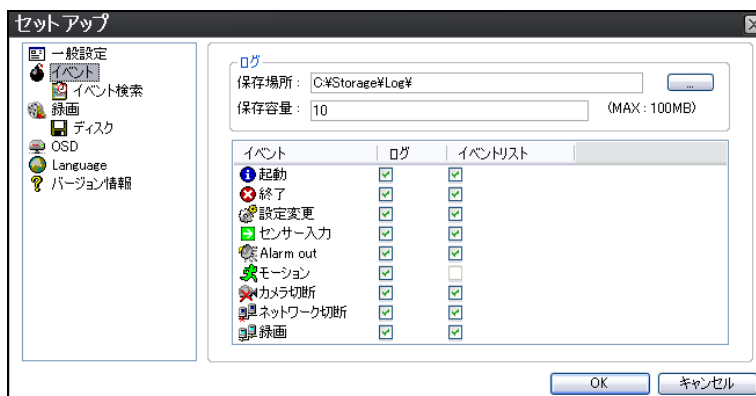 セットアップ
一般設定
イベント
イベント検索
録画
ディスク
OSD
Language
バージョン情報
ログ
保存場所： C:¥Storage¥Log¥ ...
保存容量： 10 (MAX : 100MB)
イベント ログ イベントリスト
起動
終了
設定変更
センサー入力
Alarm out
モーション
カメラ切断
ネットワーク切断
録画
OK キャンセル